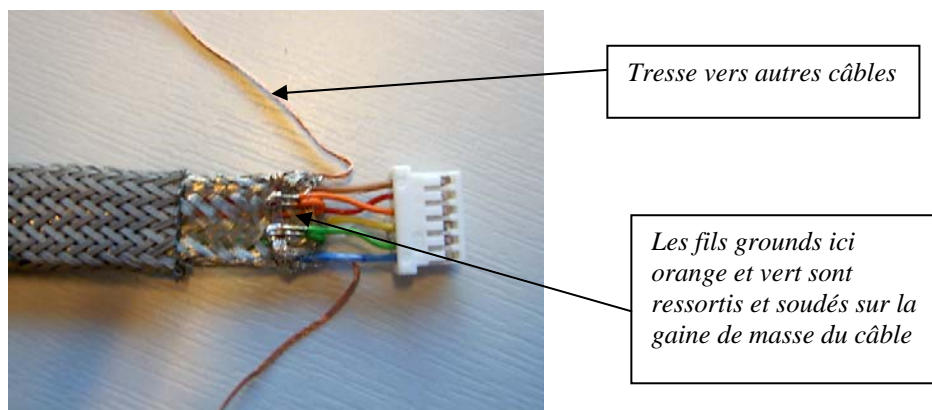 Tresse vers autres câbles
Les fils grounds ici
orange et vert sont
ressortis et soudés sur la
gaine de masse du câble